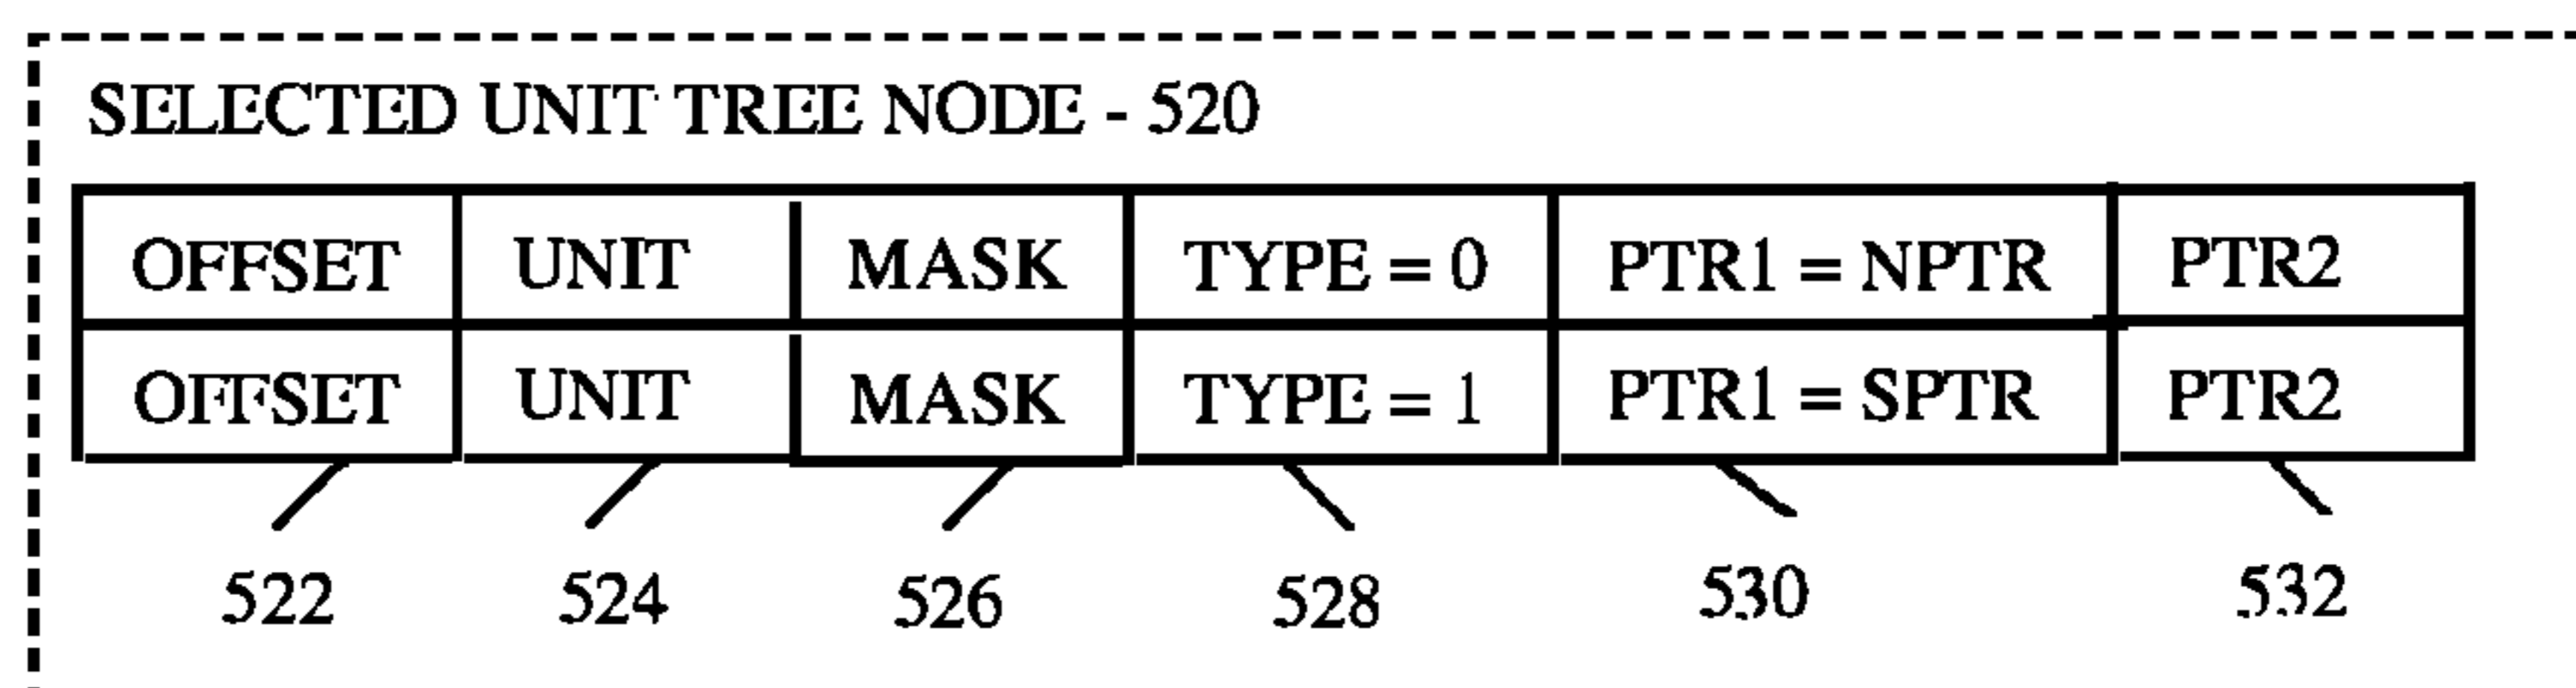 SELECTED UNIT TREE NODE - 520
OFFSET UNIT MASK TYPE = 0 PTR1 = NPTR PTR2
OFFSET UNIT MASK TYPE = 1 PTR1 = SPTR PTR2
522 524 526 528 530 532